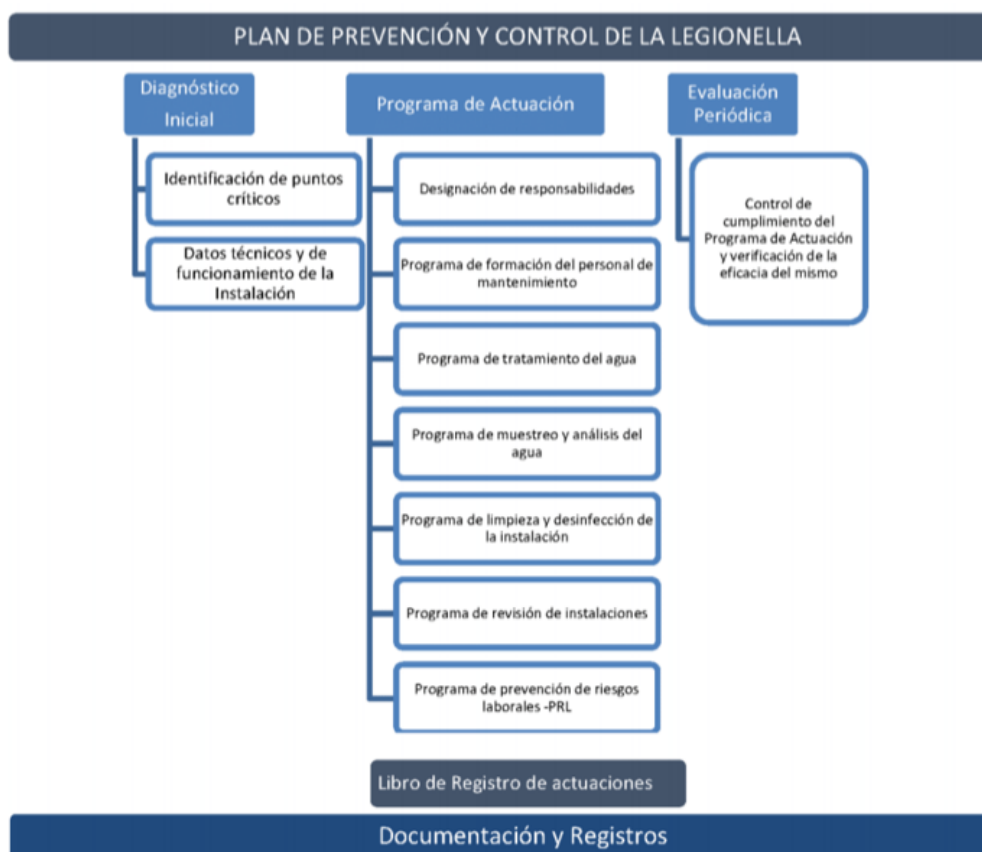 PLAN DE PREVENCIÓN Y CONTROL DE LA LEGIONELLA
Diagnóstico
Inicial
Identificación de puntos
críticos
Datos técnicos y de
funcionamiento de la
Instalación
Programa de Actuación
Designación de responsabilidades
Programa de formación del personal de
mantenimiento
Programa de tratamiento del agua
Programa de muestreo y análisis del
agua
Programa de limpieza y desinfección de
la instalación
Programa de revisión de instalaciones
Programa de prevención de riesgos
laborales -PRL
Evaluación
Periódica
Control de
cumplimiento del
Programa de Actuación
y verificación de la
eficacia del mismo
Libro de Registro de actuaciones
Documentación y Registros